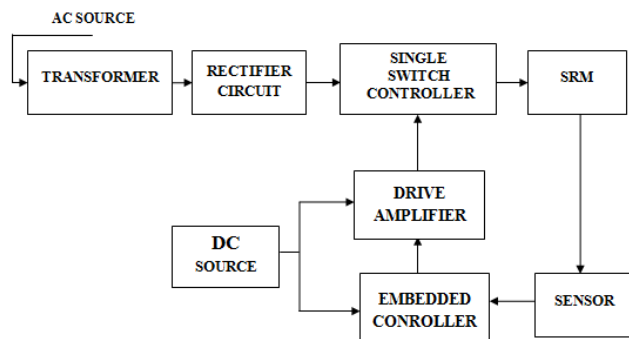 AC SOURCE
TRANSFORMER
RECTIFIER
CIRCUIT
SINGLE
SWITCH
CONTROLLER
SRM
DRIVE
AMPLIFIER
DC
SOURCE
EMBEDDED
CONROLLER
SENSOR